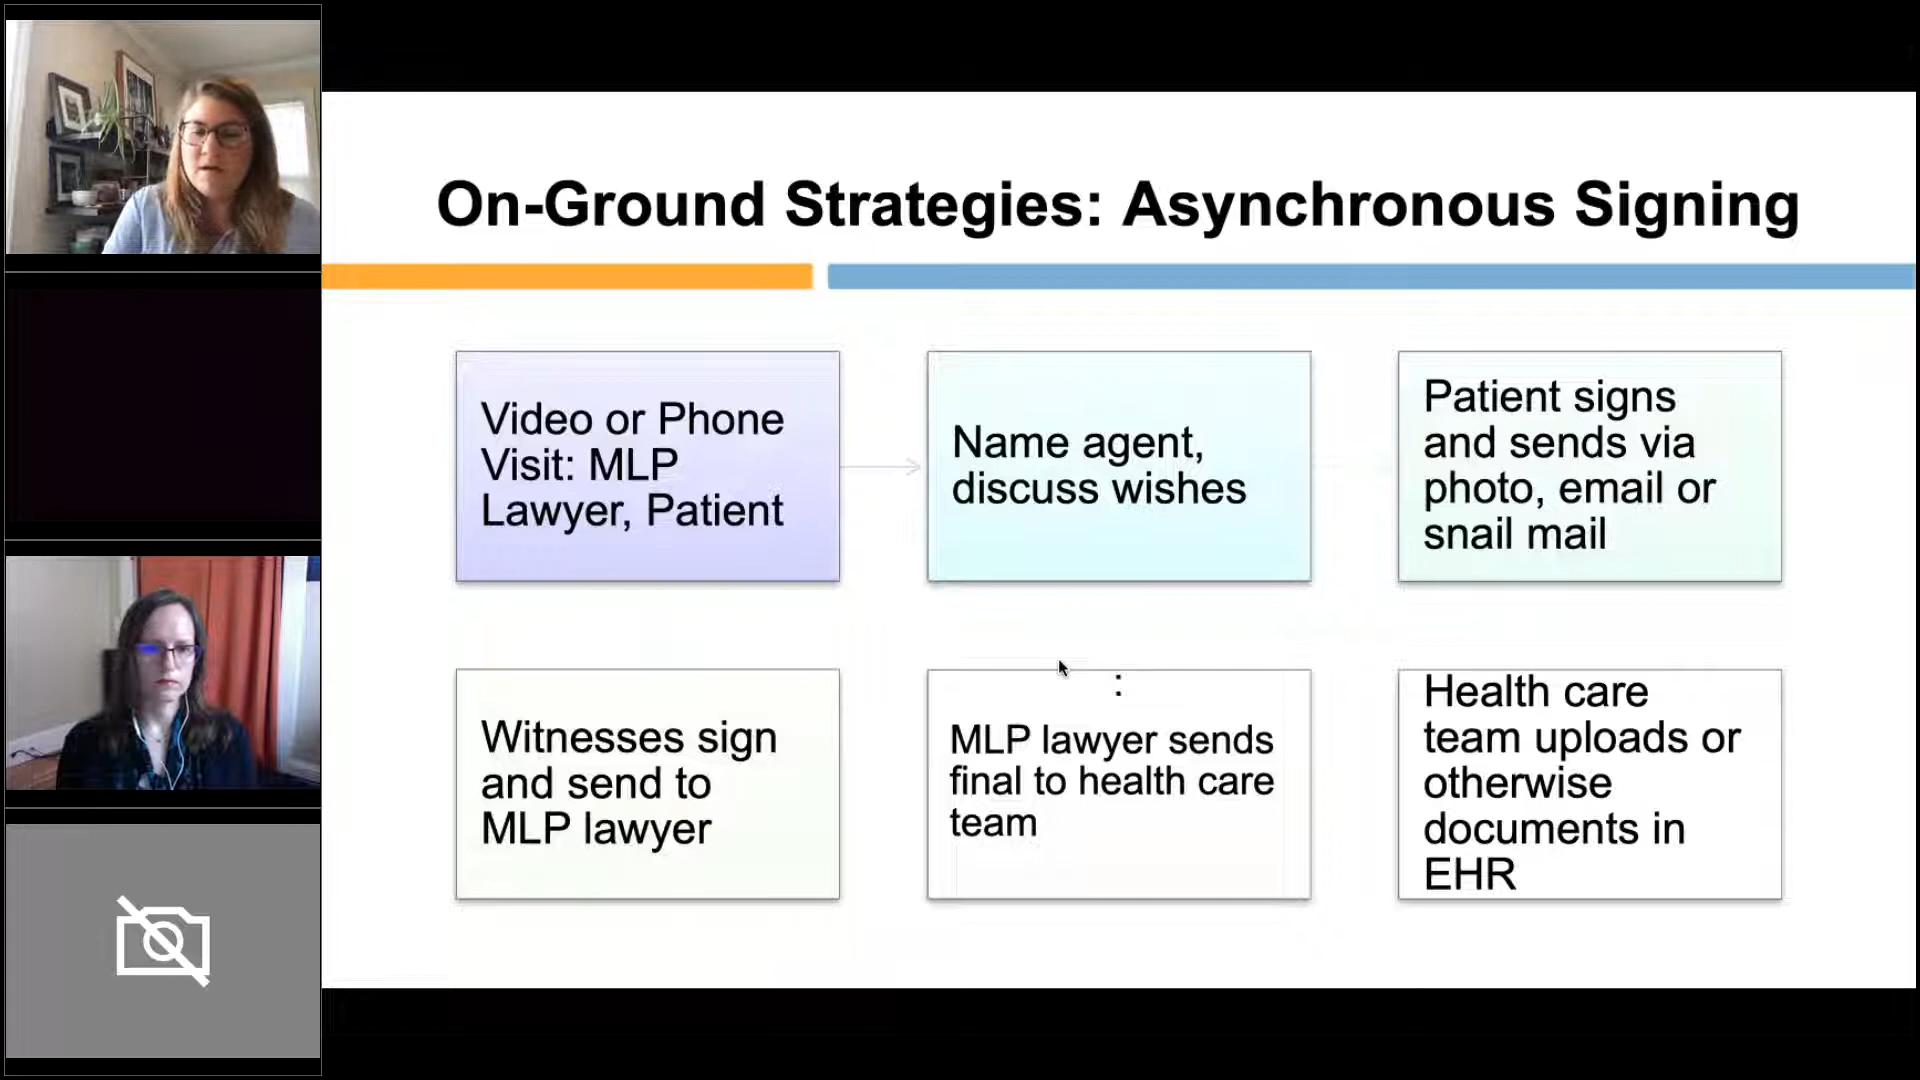 On-Ground Strategies: Asynchronous Signing
Video or Phone
Visit: MLP
Lawyer, Patient
Name agent,
discuss wishes
Patient signs
and sends via
photo, email or
snail mail
Witnesses sign
and send to
MLP lawyer
:
MLP lawyer sends
final to health care
team
Health care
team uploads or
otherwise
documents in
EHR